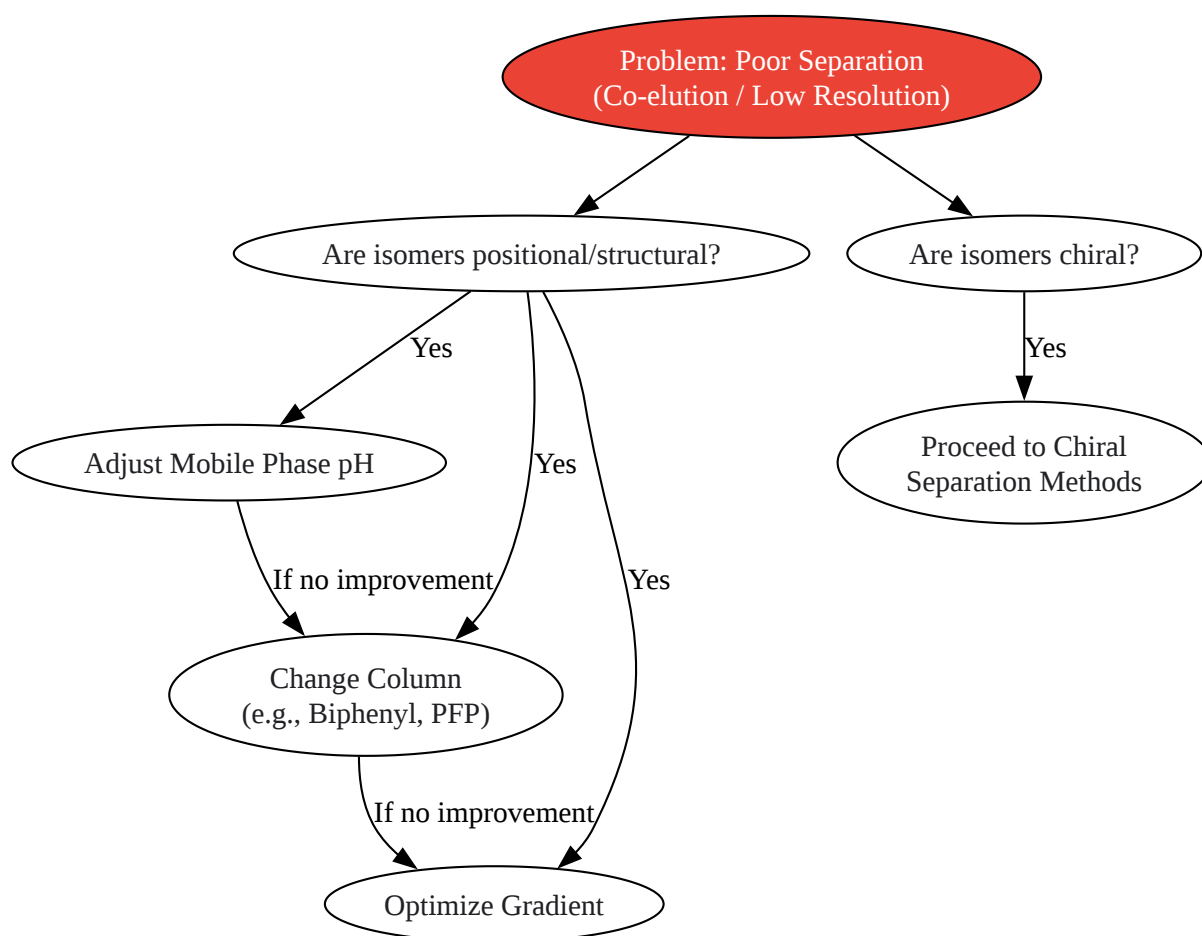 Problem: Poor Separation
(Co-elution / Low Resolution)
Are isomers positional/structural?
Are isomers chiral?
Yes
Yes
Adjust Mobile Phase pH
Yes
Proceed to Chiral
Separation Methods
If no improvement
Yes
Change Column
(e.g., Biphenyl, PFP)
If no improvement
Optimize Gradient